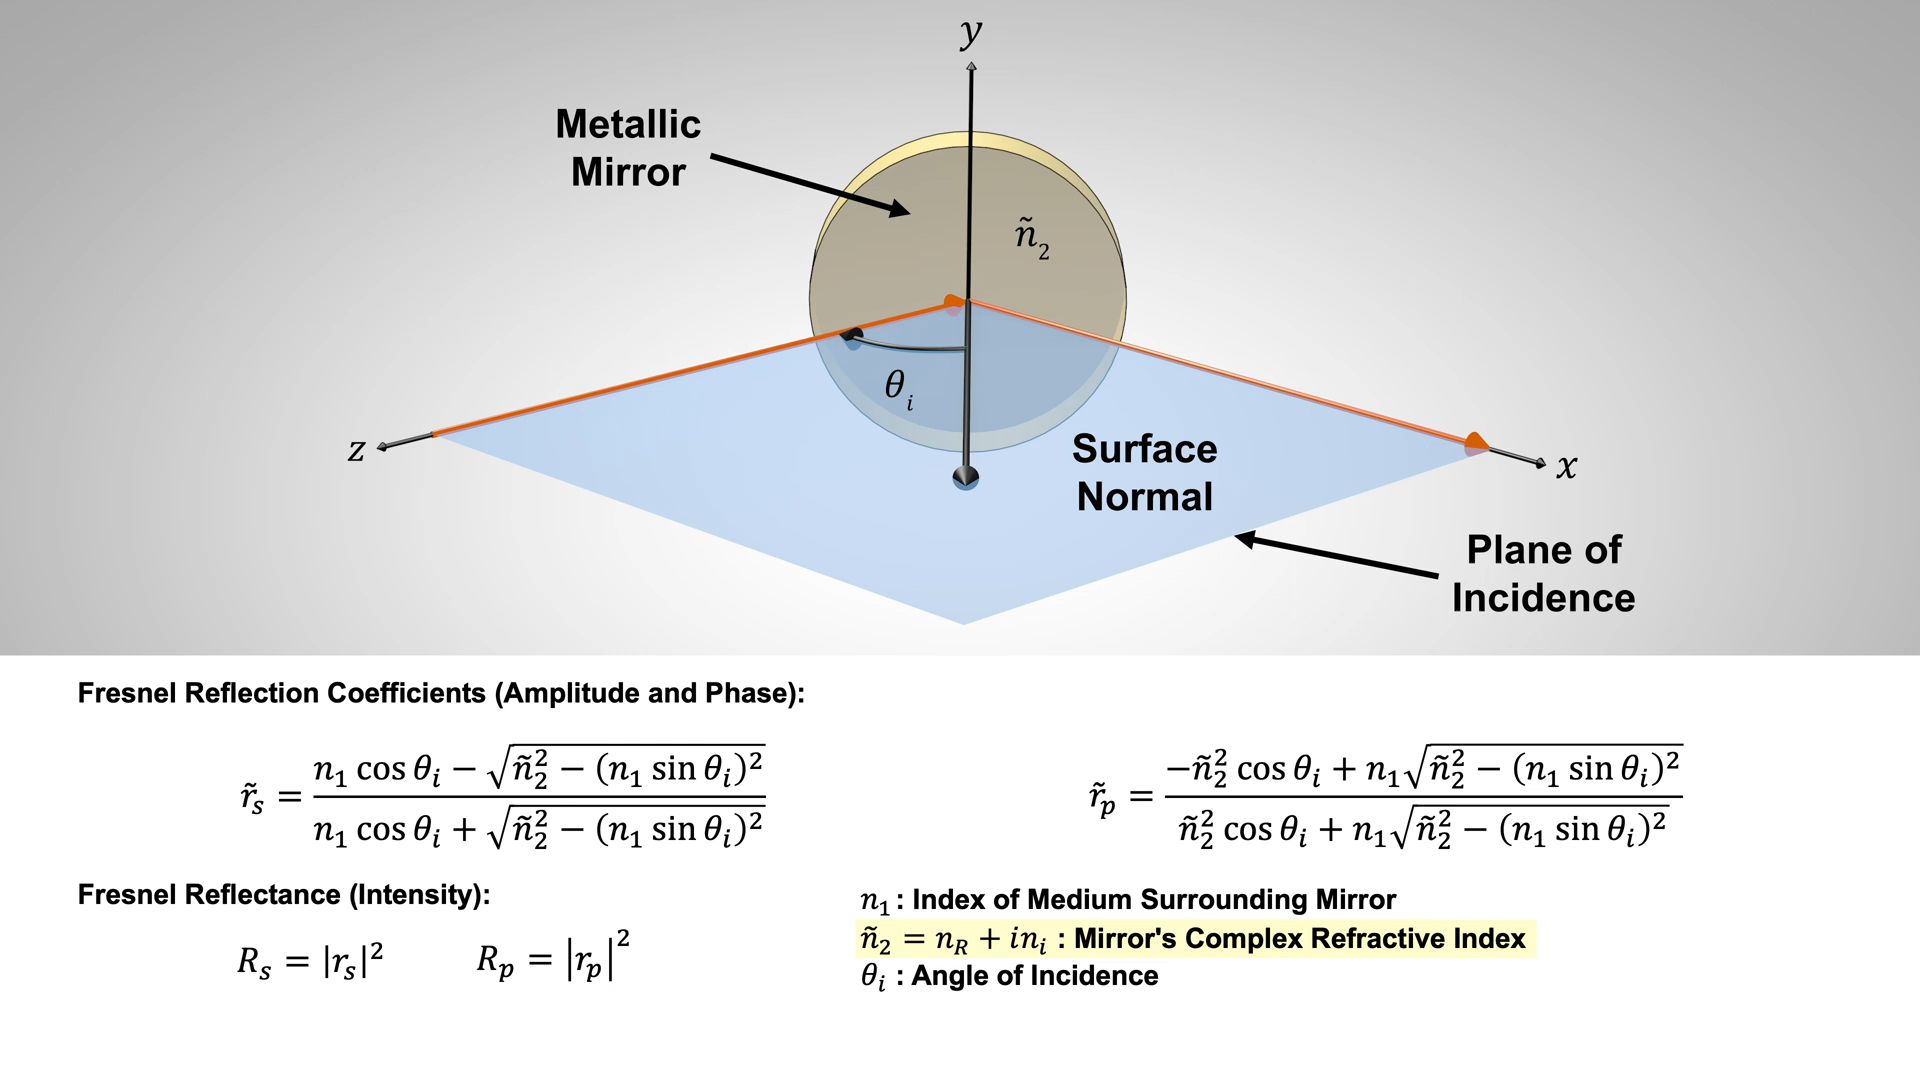 y
Metallic
Mirror
ñ₂
θᵢ
z
Surface
Normal
x
Plane of
Incidence
Fresnel Reflection Coefficients (Amplitude and Phase):
r̃ₛ = (n₁ cos θᵢ − √(ñ₂² − (n₁ sin θᵢ)²)) / (n₁ cos θᵢ + √(ñ₂² − (n₁ sin θᵢ)²))
r̃ₚ = (−ñ₂² cos θᵢ + n₁√(ñ₂² − (n₁ sin θᵢ)²)) / (ñ₂² cos θᵢ + n₁√(ñ₂² − (n₁ sin θᵢ)²))
Fresnel Reflectance (Intensity):
Rₛ = |rₛ|² Rₚ = |rₚ|²
n₁ : Index of Medium Surrounding Mirror
ñ₂ = n_R + inᵢ : Mirror's Complex Refractive Index
θᵢ : Angle of Incidence